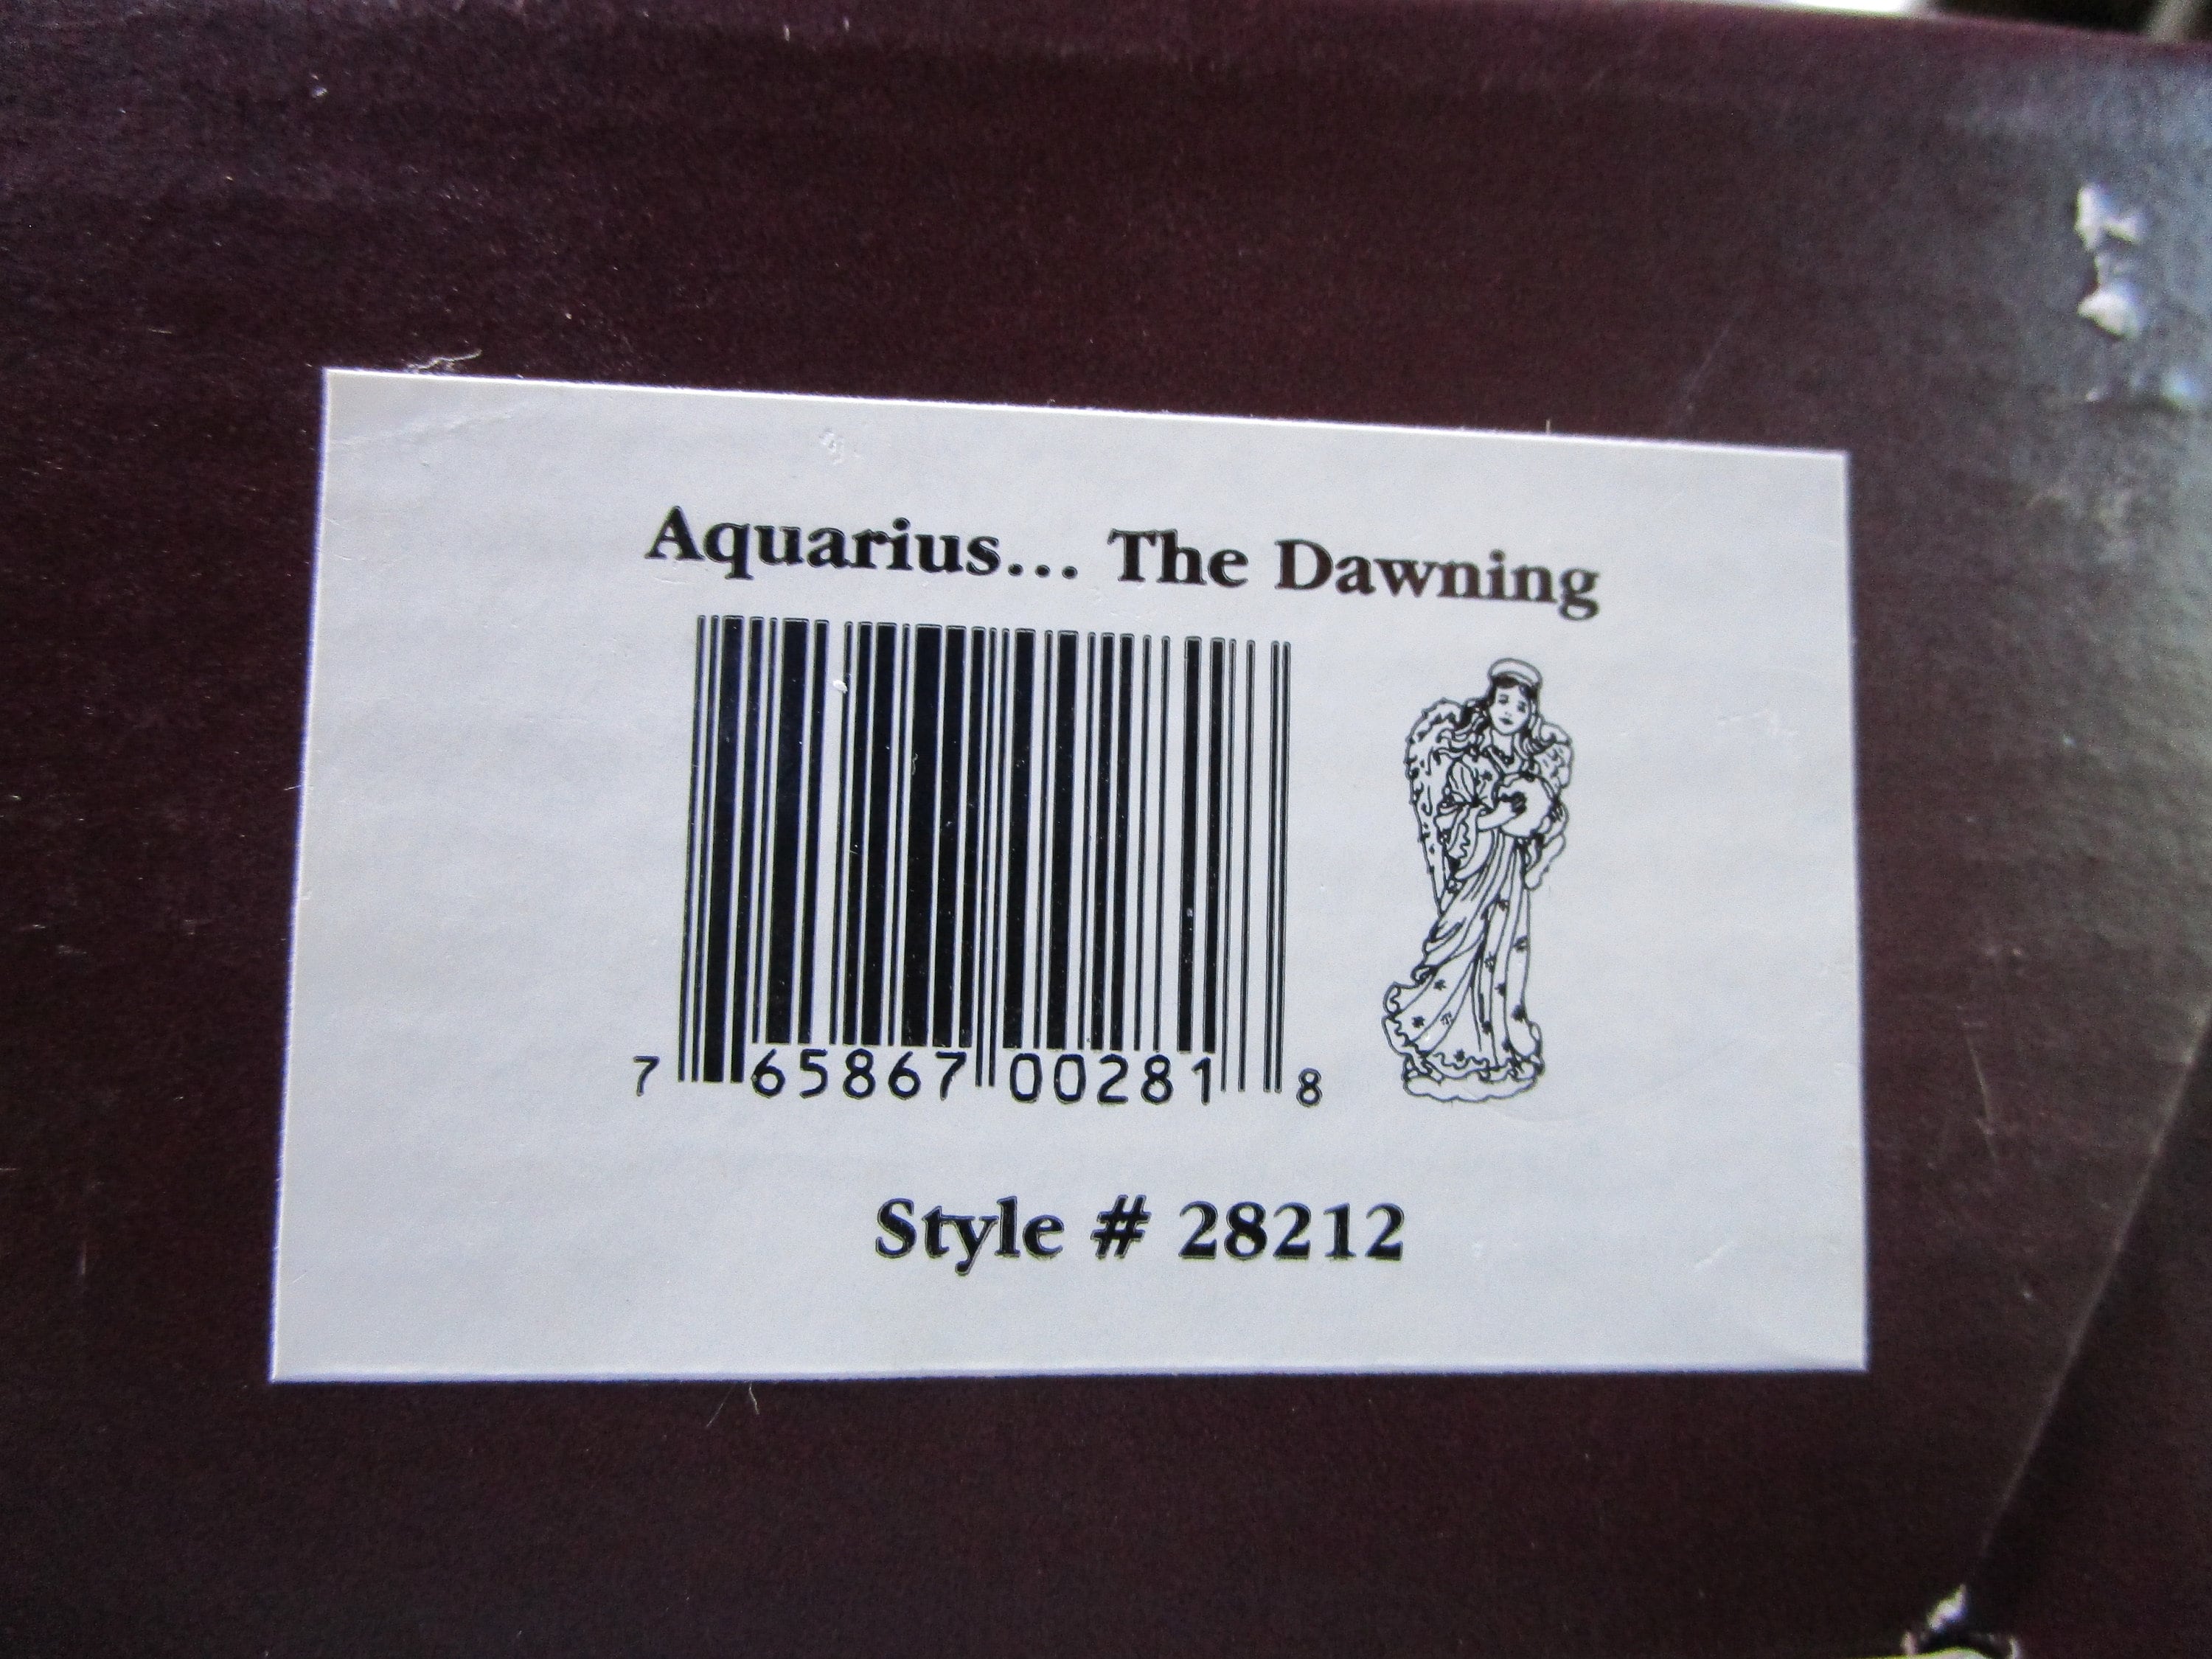 Aquarius... The Dawning
7 65867 00281 8
Style # 28212